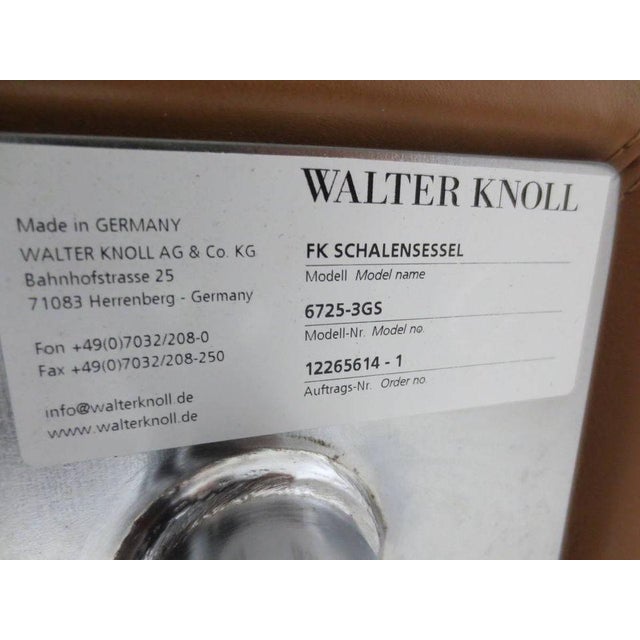 Made in GERMANY
WALTER KNOLL AG & Co. KG
Bahnhofstrasse 25
71083 Herrenberg - Germany
Fon +49(0)7032/208-0
Fax +49(0)7032/208-250
info@walterknoll.de
www.walterknoll.de
WALTER KNOLL
FK SCHALENSESSEL
Modell Model name
6725-3GS
Modell-Nr. Model no.
12265614 - 1
Auftrags-Nr. Order no.